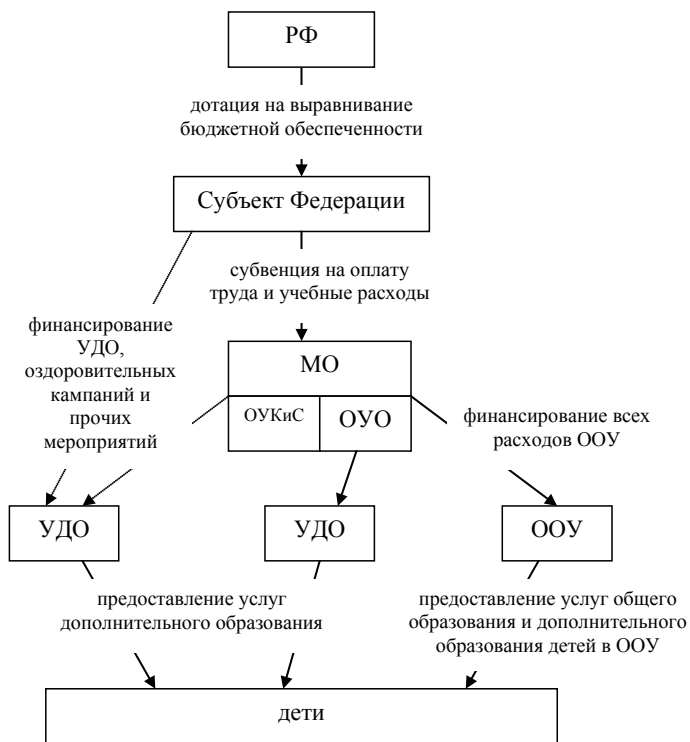 РФ
дотация на выравнивание
бюджетной обеспеченности
Субъект Федерации
субвенция на оплату
труда и учебные расходы
финансирование
УДО,
оздоровительных
кампаний и
прочих
мероприятий
МО
ОУКиС
ОУО
финансирование всех
расходов ООУ
УДО
УДО
ООУ
предоставление услуг
дополнительного образования
предоставление услуг общего
образования и дополнительного
образования детей в ООУ
дети